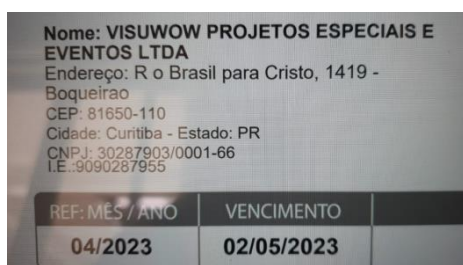 Nome: VISUWOW PROJETOS ESPECIAIS E
EVENTOS LTDA
Endereço: R o Brasil para Cristo, 1419 -
Boqueirao
CEP: 81650-110
Cidade: Curitiba - Estado: PR
CNPJ: 30287903/0001-66
I.E.:9090287955
REF: MÊS / ANO VENCIMENTO
04/2023 02/05/2023